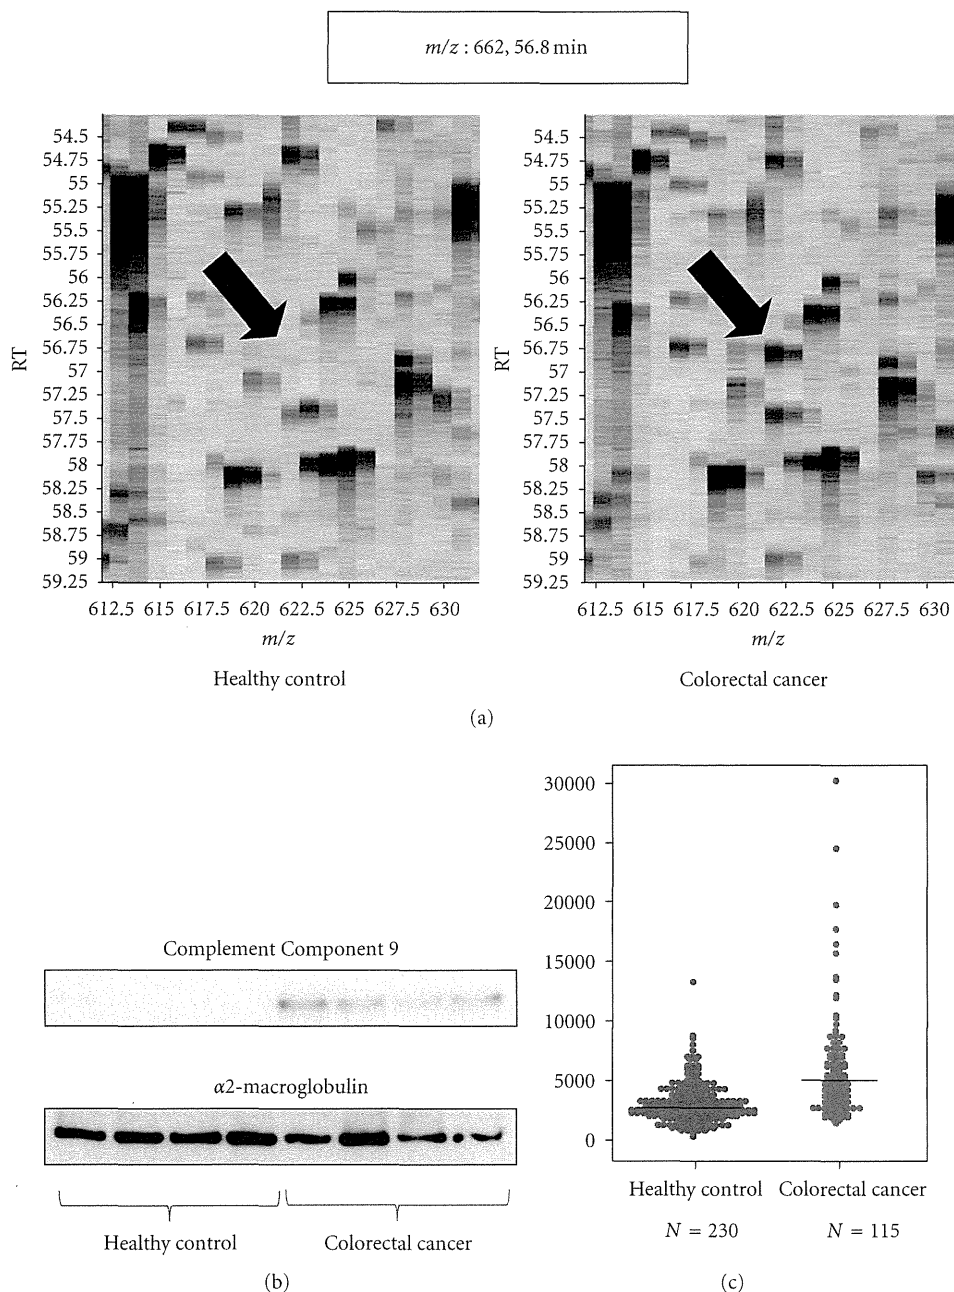 m/z : 662, 56.8 min
RT
54.5
54.75
55
55.25
55.5
55.75
56
56.25
56.5
56.75
57
57.25
57.5
57.75
58
58.25
58.5
58.75
59
59.25
612.5 615 617.5 620 622.5 625 627.5 630
m/z
Healthy control
RT
54.5
54.75
55
55.25
55.5
55.75
56
56.25
56.5
56.75
57
57.25
57.5
57.75
58
58.25
58.5
58.75
59
59.25
612.5 615 617.5 620 622.5 625 627.5 630
m/z
Colorectal cancer
(a)
Complement Component 9
α2-macroglobulin
Healthy control Colorectal cancer
(b)
30000
25000
20000
15000
10000
5000
0
Healthy control Colorectal cancer
N = 230 N = 115
(c)